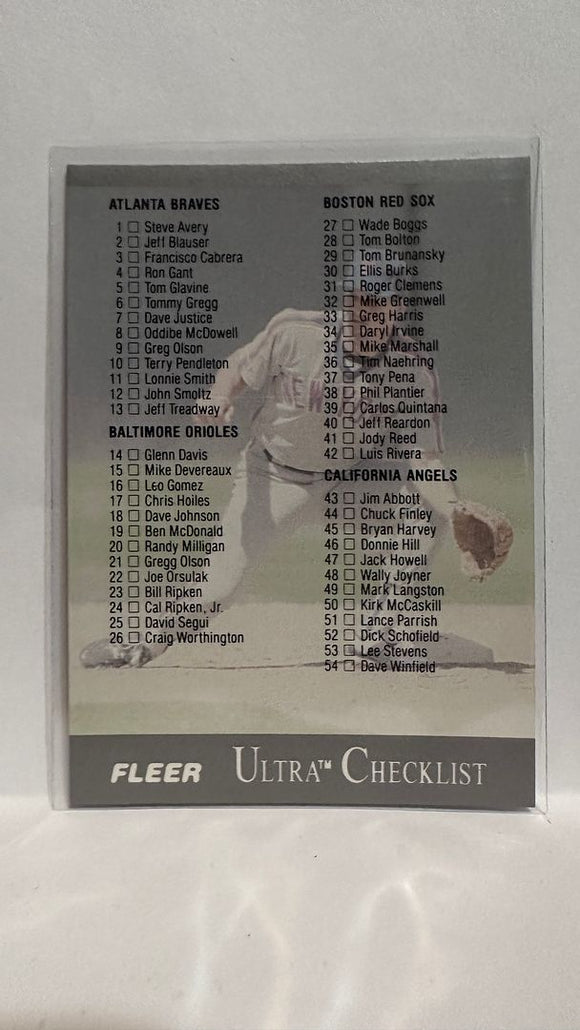 ATLANTA BRAVES
1 Steve Avery
2 Jeff Blauser
3 Francisco Cabrera
4 Ron Gant
5 Tom Glavine
6 Tommy Gregg
7 Dave Justice
8 Oddibe McDowell
9 Greg Olson
10 Terry Pendleton
11 Lonnie Smith
12 John Smoltz
13 Jeff Treadway
BALTIMORE ORIOLES
14 Glenn Davis
15 Mike Devereaux
16 Leo Gomez
17 Chris Hoiles
18 Dave Johnson
19 Ben McDonald
20 Randy Milligan
21 Gregg Olson
22 Joe Orsulak
23 Bill Ripken
24 Cal Ripken, Jr.
25 David Segui
26 Craig Worthington
BOSTON RED SOX
27 Wade Boggs
28 Tom Bolton
29 Tom Brunansky
30 Ellis Burks
31 Roger Clemens
32 Mike Greenwell
33 Greg Harris
34 Daryl Irvine
35 Mike Marshall
36 Tim Naehring
37 Tony Pena
38 Phil Plantier
39 Carlos Quintana
40 Jeff Reardon
41 Jody Reed
42 Luis Rivera
CALIFORNIA ANGELS
43 Jim Abbott
44 Chuck Finley
45 Bryan Harvey
46 Donnie Hill
47 Jack Howell
48 Wally Joyner
49 Mark Langston
50 Kirk McCaskill
51 Lance Parrish
52 Dick Schofield
53 Lee Stevens
54 Dave Winfield
FLEER ULTRA™ CHECKLIST